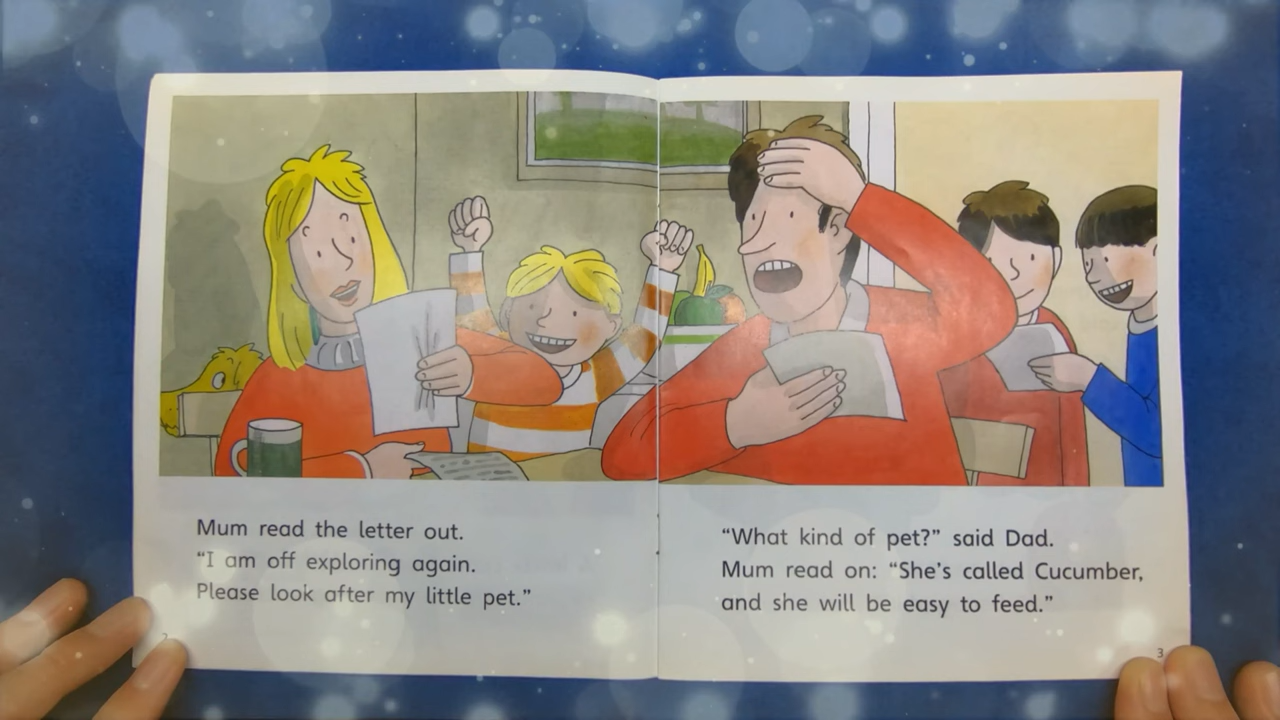 Mum read the letter out.
“I am off exploring again.
Please look after my little pet.”
2
“What kind of pet?” said Dad.
Mum read on: “She’s called Cucumber,
and she will be easy to feed.”
3